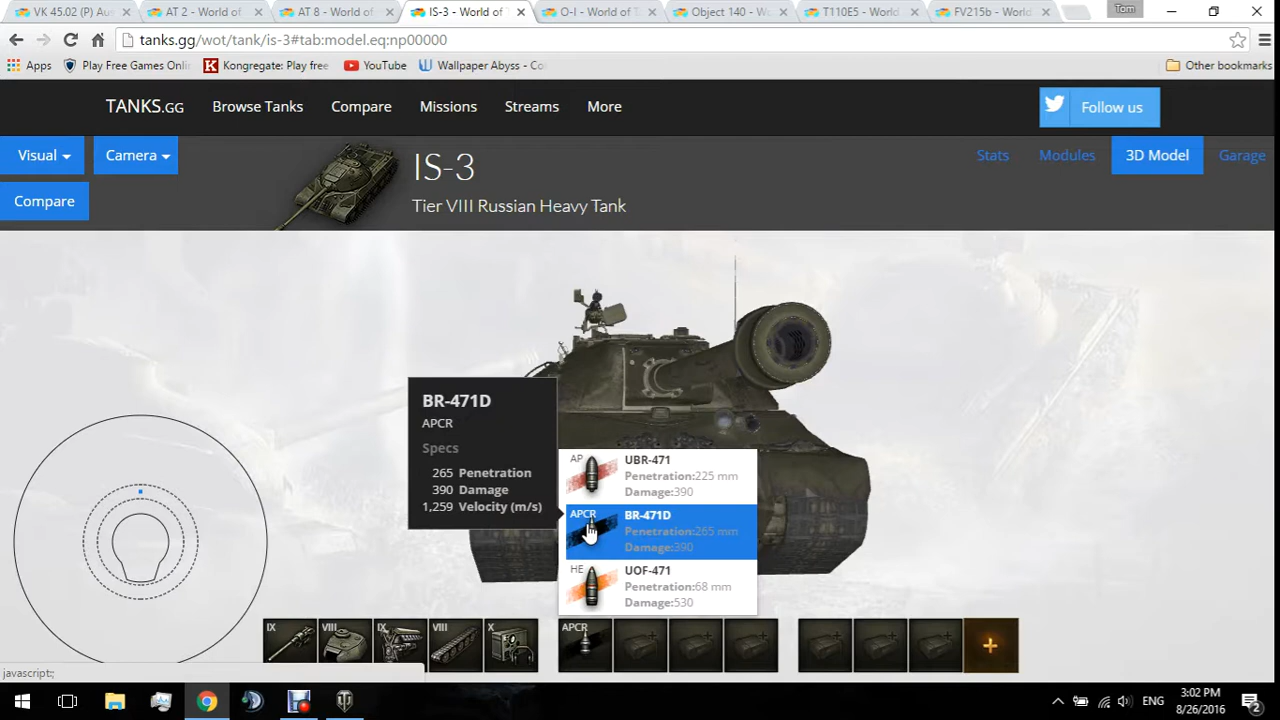 VK 45.02 (P) Au
AT 2 - World of
AT 8 - World of
IS-3 - World of
O-I - World of
Object 140 - Wo
T110E5 - World
FV215b - World
Tom
tanks.gg/wot/tank/is-3#tab:model.eq:np00000
Apps
Play Free Games Onli
Kongregate: Play free
YouTube
Wallpaper Abyss - Co
Other bookmarks
TANKS.GG
Browse Tanks
Compare
Missions
Streams
More
Follow us
Visual
Camera
Compare
IS-3
Tier VIII Russian Heavy Tank
Stats
Modules
3D Model
Garage
BR-471D
APCR
Specs
265 Penetration
390 Damage
1,259 Velocity (m/s)
AP
UBR-471
Penetration:225 mm
Damage:390
APCR
BR-471D
Penetration:265 mm
Damage:390
HE
UOF-471
Penetration:68 mm
Damage:530
IX
VIII
IX
VIII
X
APCR
javascript:;
ENG
3:02 PM
8/26/2016
2